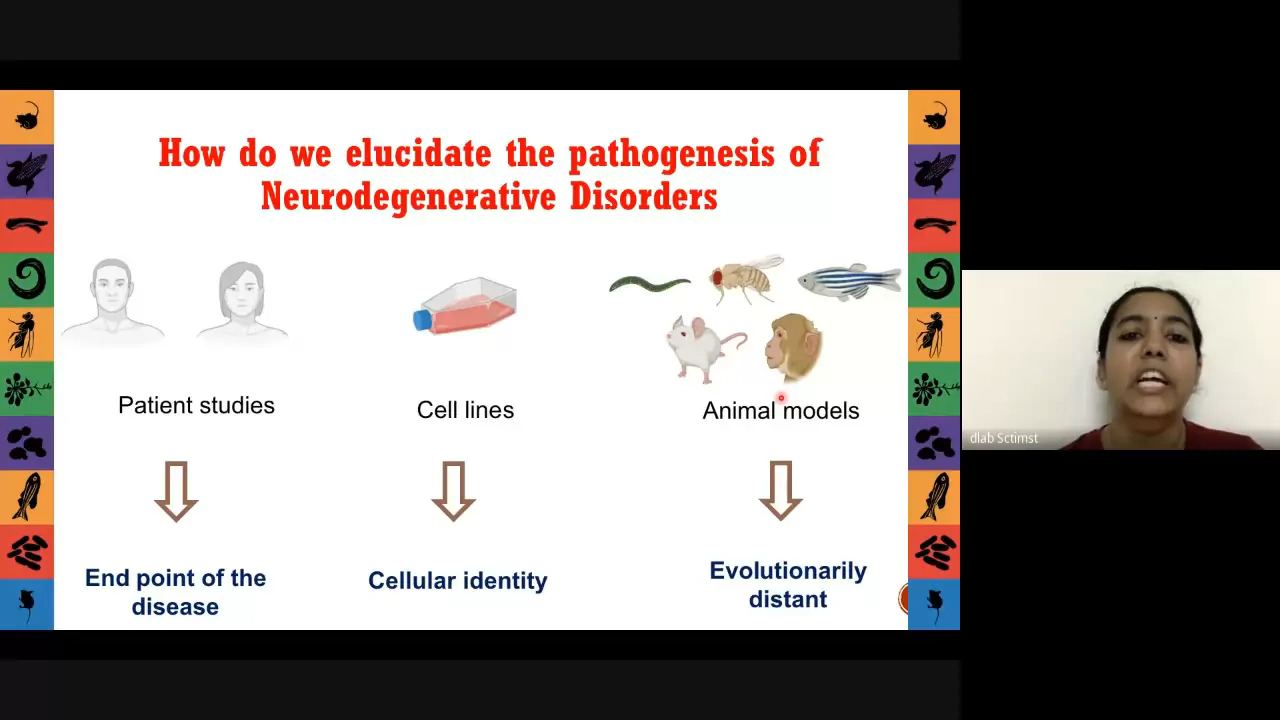 How do we elucidate the pathogenesis of
Neurodegenerative Disorders
Patient studies
Cell lines
Animal models
End point of the
disease
Cellular identity
Evolutionarily
distant
dlab Sctimst